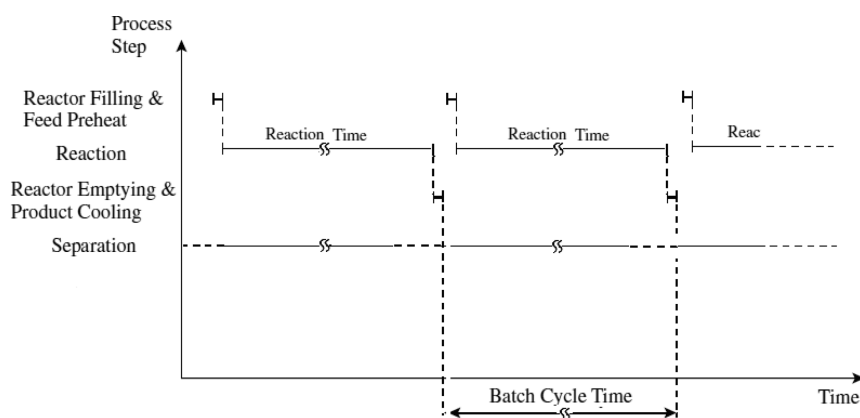 Process
Step
Reactor Filling &
Feed Preheat
Reaction Time
Reaction Time
Reac
Reaction
Reactor Emptying &
Product Cooling
Separation
Batch Cycle Time
Time